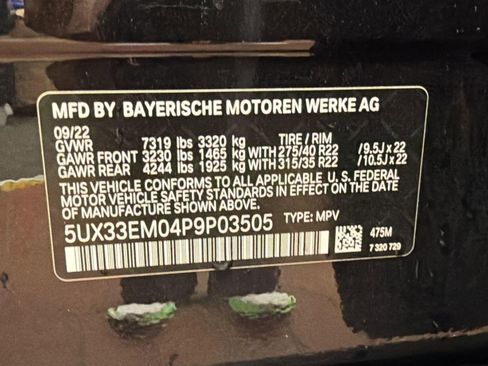 MFD BY BAYERISCHE MOTOREN WERKE AG
09/22
GVWR 7319 lbs 3320 kg TIRE / RIM
GAWR FRONT 3230 lbs 1465 kg WITH 275/40 R22 /9.5J x 22
GAWR REAR 4244 lbs 1925 kg WITH 315/35 R22 /10.5J x 22
THIS VEHICLE CONFORMS TO ALL APPLICABLE U. S. FEDERAL
MOTOR VEHICLE SAFETY STANDARDS IN EFFECT ON THE DATE
OF MANUFACTURE SHOWN ABOVE.
5UX33EM04P9P03505 TYPE: MPV
475M
7 320 729